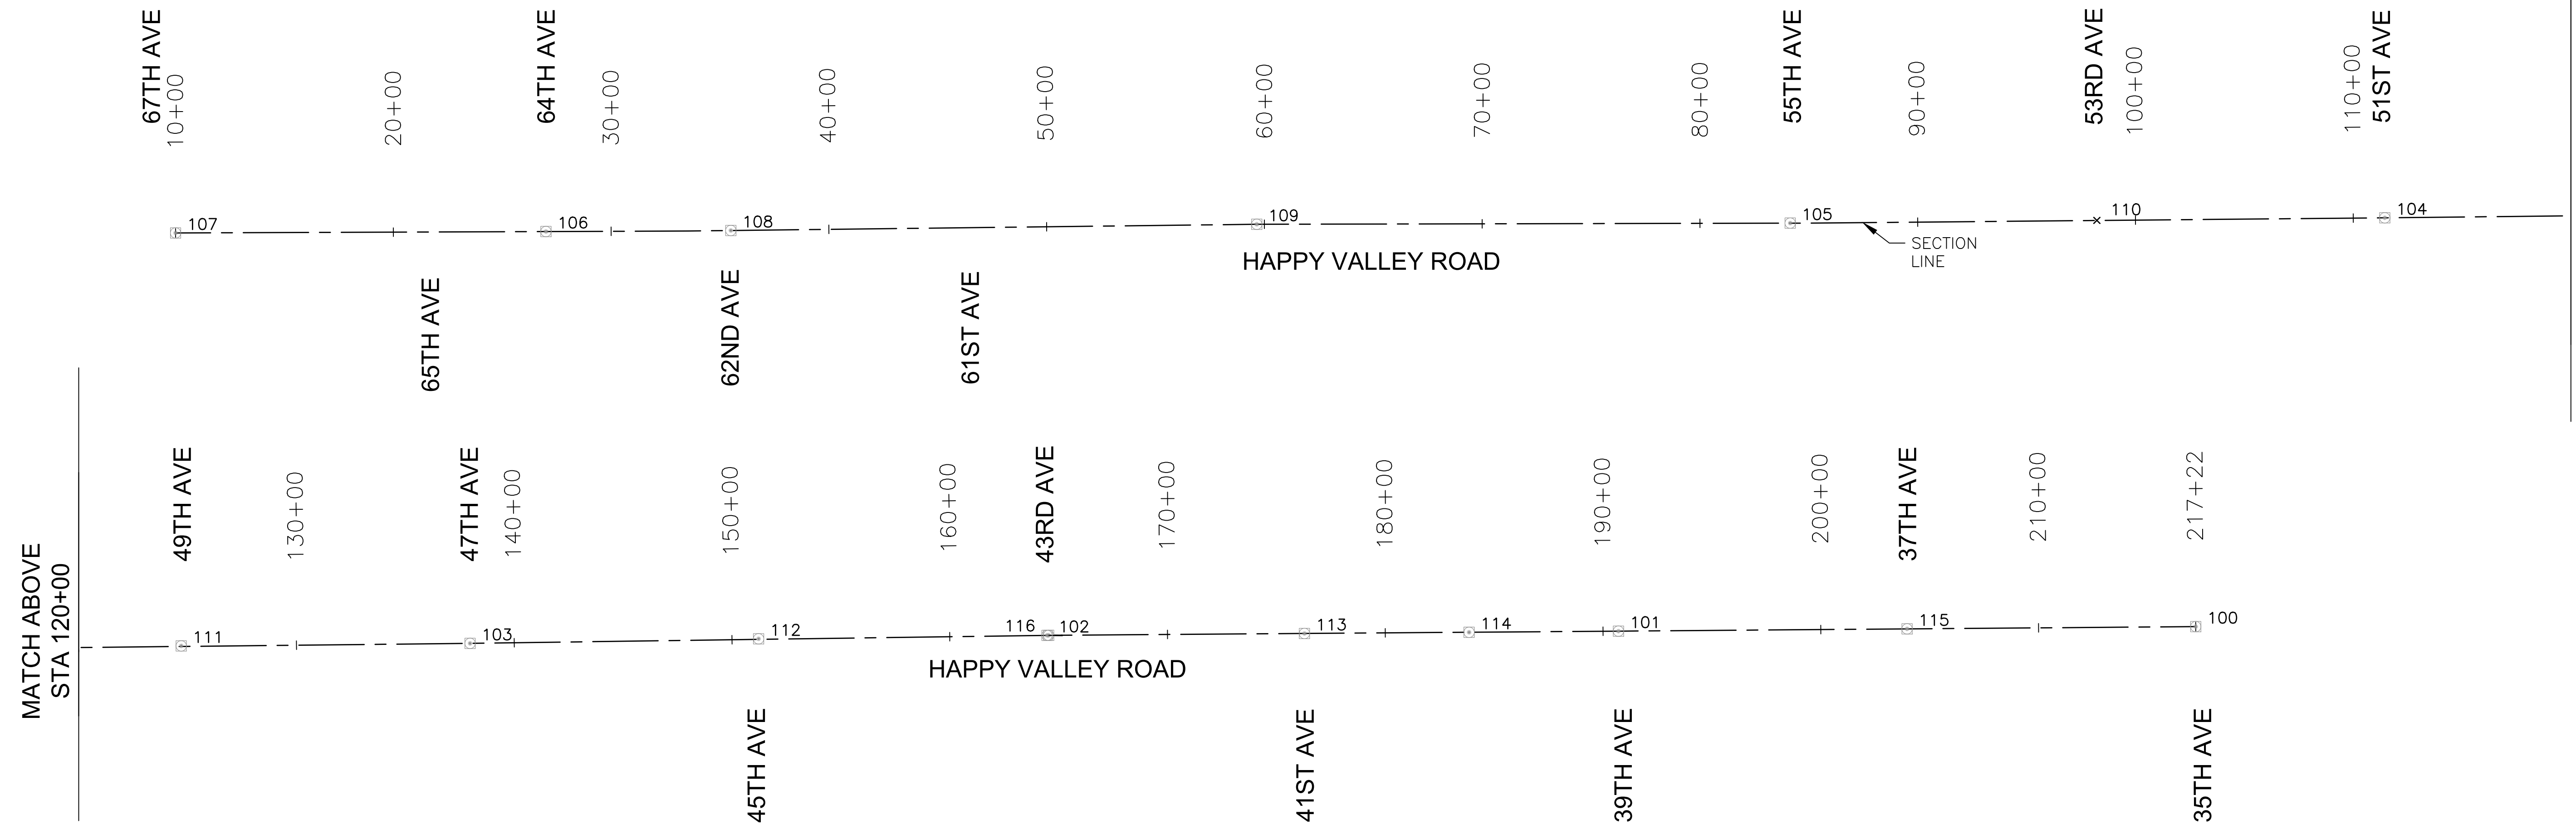 67TH AVE
10+00
20+00
64TH AVE
30+00
40+00
50+00
60+00
70+00
80+00
55TH AVE
90+00
53RD AVE
100+00
110+00
51ST AVE
107
106
108
109
105
110
104
SECTION
LINE
HAPPY VALLEY ROAD
65TH AVE
62ND AVE
61ST AVE
MATCH ABOVE
STA 120+00
49TH AVE
130+00
47TH AVE
140+00
150+00
160+00
43RD AVE
170+00
180+00
190+00
200+00
37TH AVE
210+00
217+22
111
103
112
116
102
113
114
101
115
100
HAPPY VALLEY ROAD
45TH AVE
41ST AVE
39TH AVE
35TH AVE